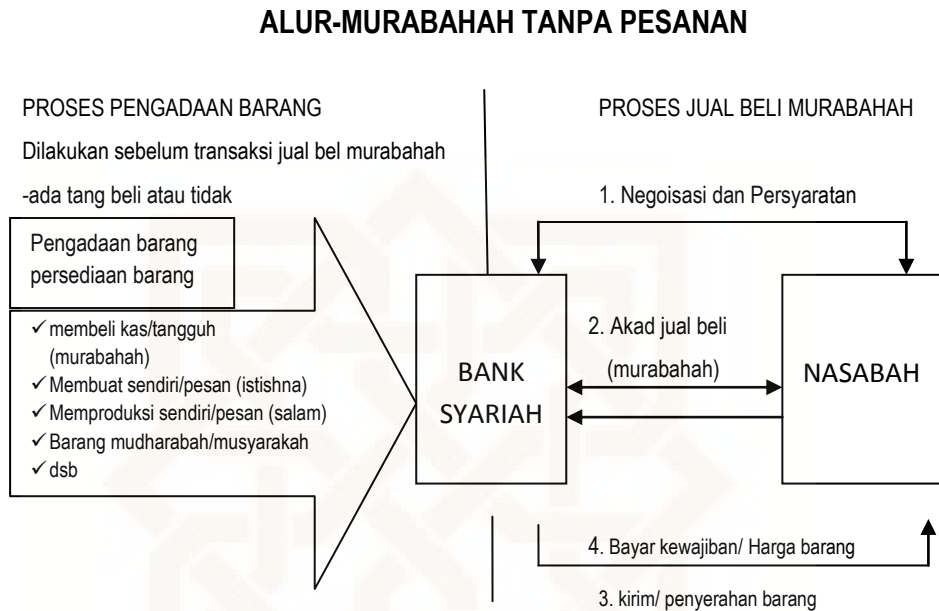 ALUR-MURABAHAH TANPA PESANAN
PROSES PENGADAAN BARANG
Dilakukan sebelum transaksi jual bel murabahah
-ada tang beli atau tidak
Pengadaan barang
persediaan barang
✓ membeli kas/tangguh
(murabahah)
✓ Membuat sendiri/pesan (istishna)
✓ Memproduksi sendiri/pesan (salam)
✓ Barang mudharabah/musyarakah
✓ dsb
PROSES JUAL BELI MURABAHAH
1. Negoisasi dan Persyaratan
BANK
SYARIAH
2. Akad jual beli
(murabahah)
NASABAH
4. Bayar kewajiban/ Harga barang
3. kirim/ penyerahan barang